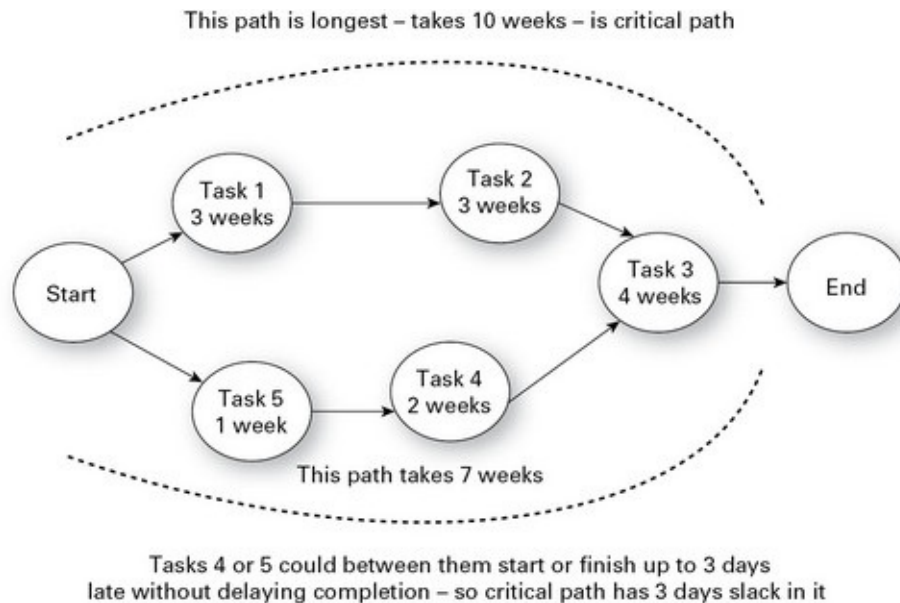 This path is longest – takes 10 weeks – is critical path
Task 1
3 weeks
Task 2
3 weeks
Start
Task 3
4 weeks
End
Task 5
1 week
Task 4
2 weeks
This path takes 7 weeks
Tasks 4 or 5 could between them start or finish up to 3 days
late without delaying completion – so critical path has 3 days slack in it